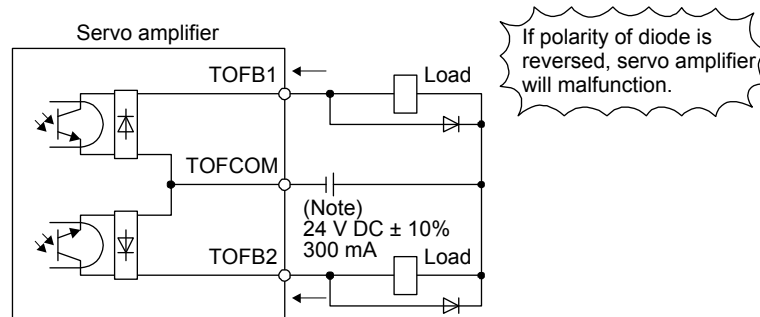 Servo amplifier
If polarity of diode is
reversed, servo amplifier
will malfunction.
TOFB1
Load
TOFCOM
(Note)
24 V DC ± 10%
300 mA
TOFB2
Load